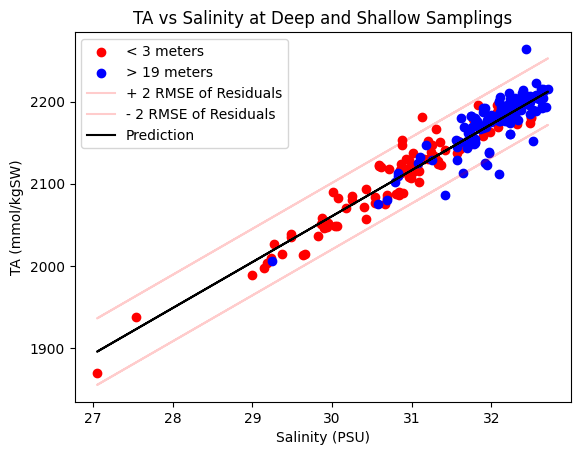 TA vs Salinity at Deep and Shallow Samplings
< 3 meters
> 19 meters
+ 2 RMSE of Residuals
- 2 RMSE of Residuals
Prediction
TA (mmol/kgSW)
2200
2100
2000
1900
27 28 29 30 31 32
Salinity (PSU)